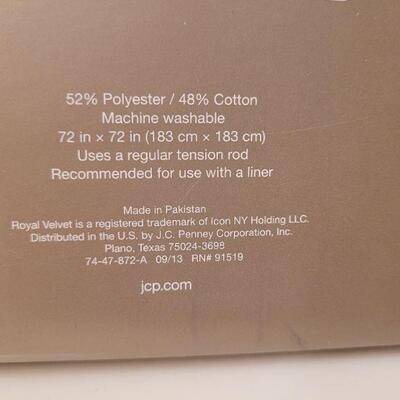 52% Polyester / 48% Cotton
Machine washable
72 in × 72 in (183 cm × 183 cm)
Uses a regular tension rod
Recommended for use with a liner
Made in Pakistan
Royal Velvet is a registered trademark of Icon NY Holding LLC.
Distributed in the U.S. by J.C. Penney Corporation, Inc.
Plano, Texas 75024-3698
74-47-872-A 09/13 RN# 91519
jcp.com